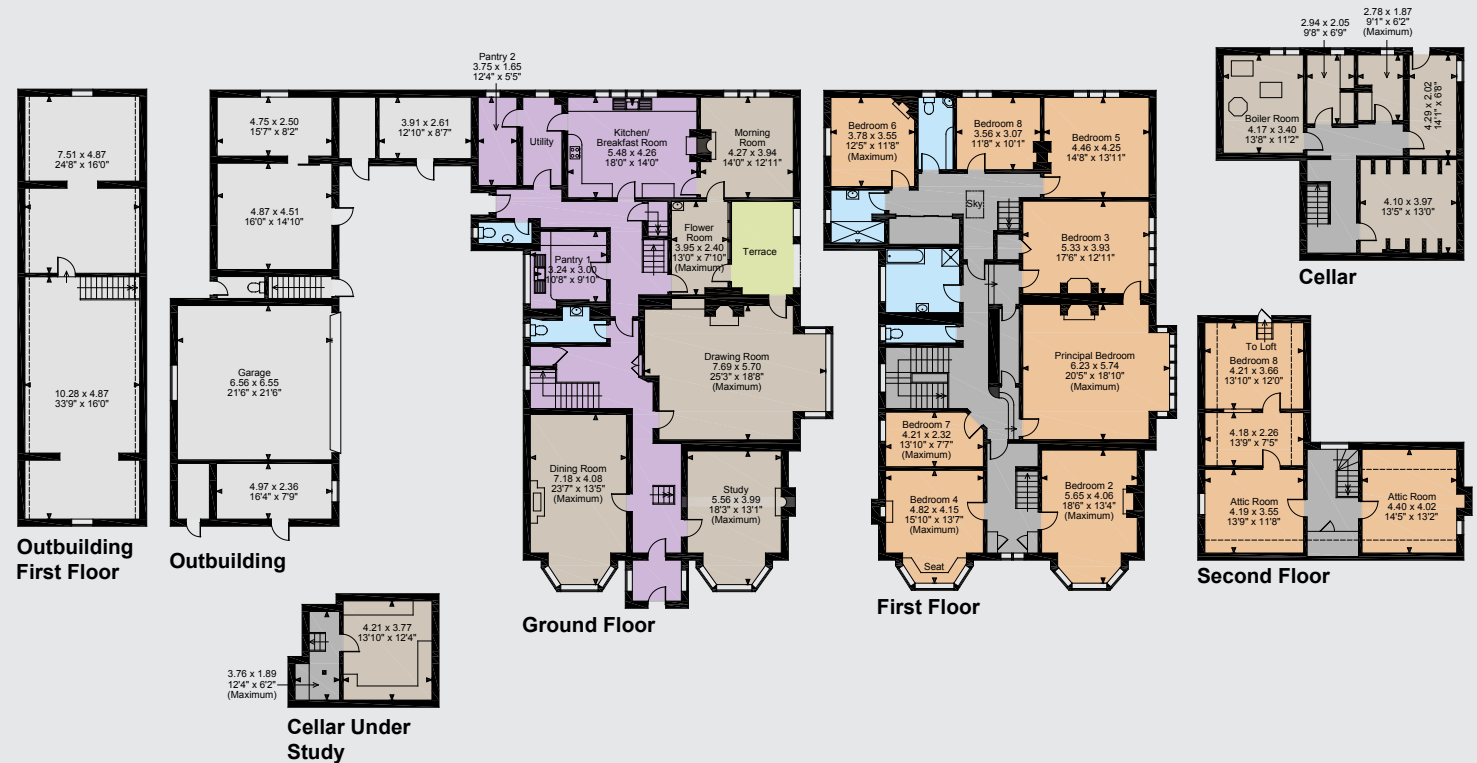 7.51 x 4.87
24'8" x 16'0"
10.28 x 4.87
33'9" x 16'0"
Outbuilding
First Floor
4.75 x 2.50
15'7" x 8'2"
3.91 x 2.61
12'10" x 8'7"
4.87 x 4.51
16'0" x 14'10"
Garage
6.56 x 6.55
21'6" x 21'6"
4.97 x 2.36
16'4" x 7'9"
Outbuilding
4.21 x 3.77
13'10" x 12'4"
3.76 x 1.89
12'4" x 6'2"
(Maximum)
Cellar Under
Study
Pantry 2
3.75 x 1.65
12'4" x 5'5"
Utility
Kitchen/
Breakfast Room
5.48 x 4.26
18'0" x 14'0"
Morning
Room
4.27 x 3.94
14'0" x 12'11"
Flower
Room
3.95 x 2.40
13'0" x 7'10"
(Maximum)
Terrace
Pantry 1
3.24 x 3.00
10'8" x 9'10"
Drawing Room
7.69 x 5.70
25'3" x 18'8"
(Maximum)
Dining Room
7.18 x 4.08
23'7" x 13'5"
(Maximum)
Study
5.56 x 3.99
18'3" x 13'1"
(Maximum)
Ground Floor
Bedroom 6
3.78 x 3.55
12'5" x 11'8"
(Maximum)
Bedroom 8
3.56 x 3.07
11'8" x 10'1"
Bedroom 5
4.46 x 4.25
14'8" x 13'11"
Sky
Bedroom 3
5.33 x 3.93
17'6" x 12'11"
Principal Bedroom
6.23 x 5.74
20'5" x 18'10"
(Maximum)
Bedroom 7
4.21 x 2.32
13'10" x 7'7"
(Maximum)
Bedroom 4
4.82 x 4.15
15'10" x 13'7"
(Maximum)
Seat
Bedroom 2
5.65 x 4.06
18'6" x 13'4"
(Maximum)
First Floor
2.94 x 2.05
9'8" x 6'9"
2.78 x 1.87
9'1" x 6'2"
(Maximum)
Boiler Room
4.17 x 3.40
13'8" x 11'2"
4.29 x 2.02
14'1" x 6'8"
4.10 x 3.97
13'5" x 13'0"
Cellar
To Loft
Bedroom 8
4.21 x 3.66
13'10" x 12'0"
4.18 x 2.26
13'9" x 7'5"
Attic Room
4.19 x 3.55
13'9" x 11'8"
Attic Room
4.40 x 4.02
14'5" x 13'2"
Second Floor